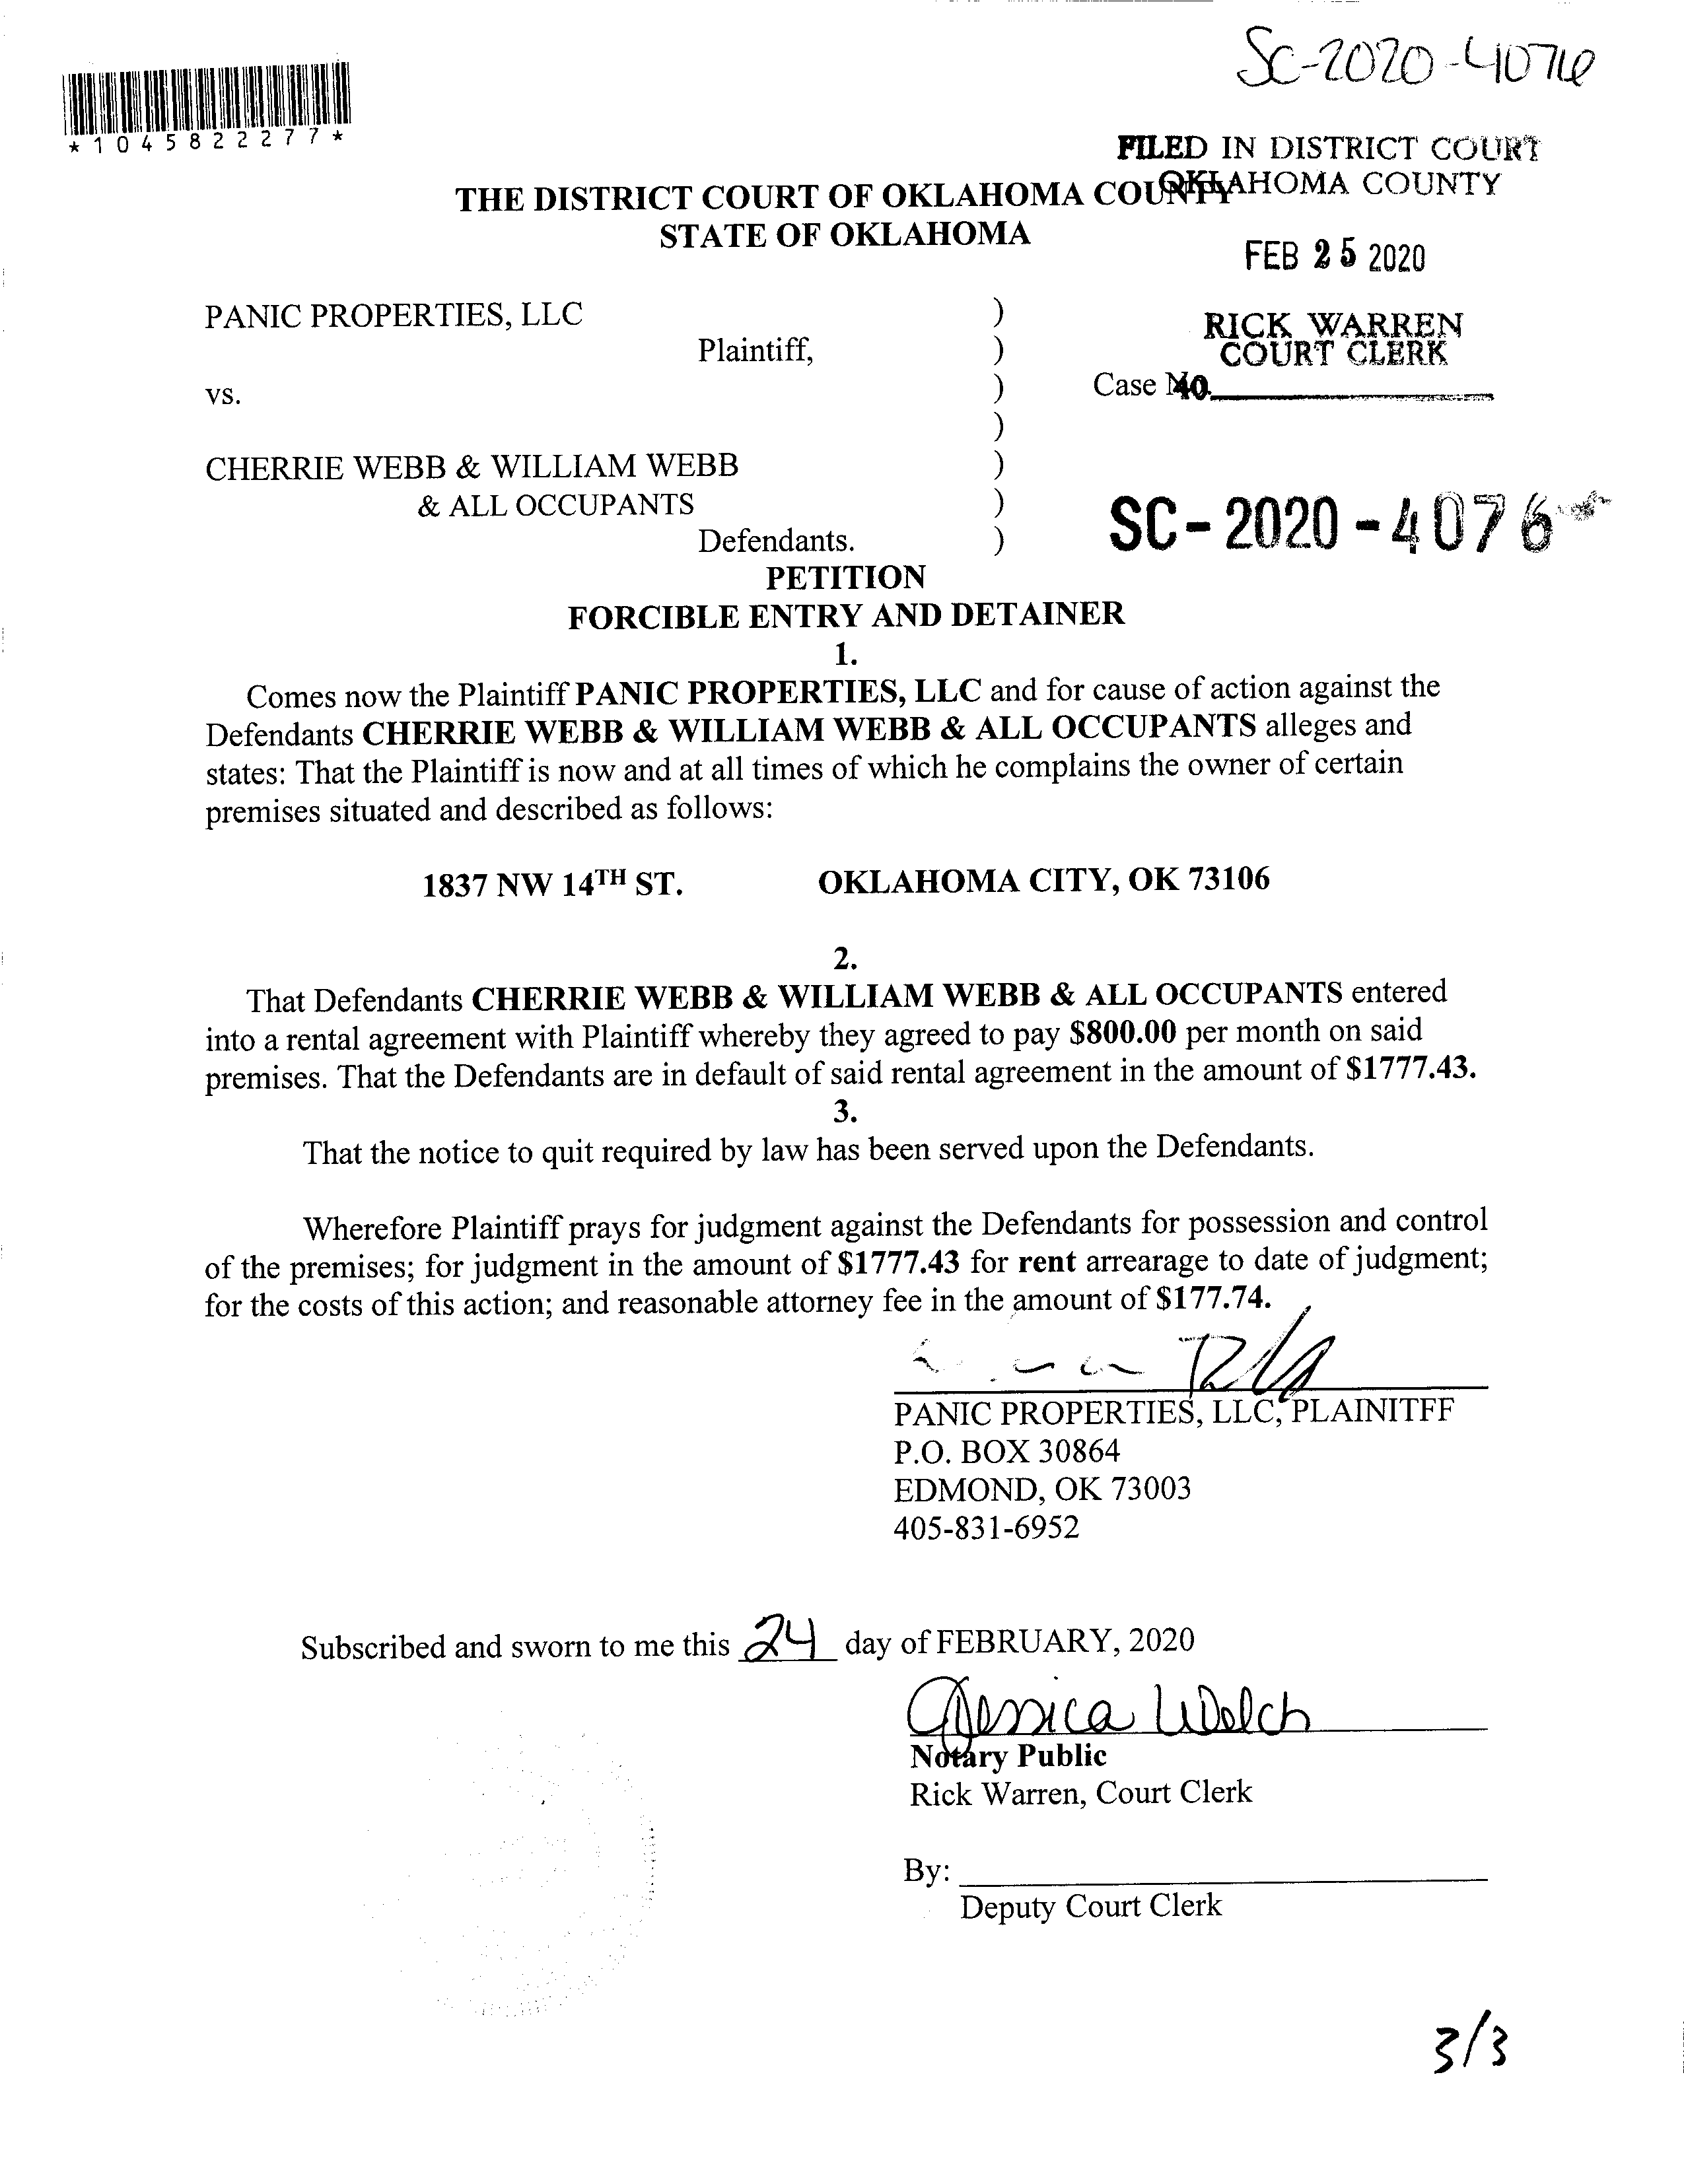 SC-2020-4076
*1045822277*
FILED IN DISTRICT COURT
OKLAHOMA COUNTY
THE DISTRICT COURT OF OKLAHOMA COUNTY
STATE OF OKLAHOMA
FEB 25 2020
PANIC PROPERTIES, LLC )
Plaintiff, )
RICK WARREN
COURT CLERK
vs. )
Case No.
)
CHERRIE WEBB & WILLIAM WEBB )
& ALL OCCUPANTS )
SC-2020-4076
Defendants. )
PETITION
FORCIBLE ENTRY AND DETAINER
1.
Comes now the Plaintiff PANIC PROPERTIES, LLC and for cause of action against the
Defendants CHERRIE WEBB & WILLIAM WEBB & ALL OCCUPANTS alleges and
states: That the Plaintiff is now and at all times of which he complains the owner of certain
premises situated and described as follows:
1837 NW 14TH ST. OKLAHOMA CITY, OK 73106
2.
That Defendants CHERRIE WEBB & WILLIAM WEBB & ALL OCCUPANTS entered
into a rental agreement with Plaintiff whereby they agreed to pay $800.00 per month on said
premises. That the Defendants are in default of said rental agreement in the amount of $1777.43.
3.
That the notice to quit required by law has been served upon the Defendants.
Wherefore Plaintiff prays for judgment against the Defendants for possession and control
of the premises; for judgment in the amount of $1777.43 for rent arrearage to date of judgment;
for the costs of this action; and reasonable attorney fee in the amount of $177.74.
PANIC PROPERTIES, LLC, PLAINITFF
P.O. BOX 30864
EDMOND, OK 73003
405-831-6952
Subscribed and sworn to me this 24 day of FEBRUARY, 2020
Jessica Welch
Notary Public
Rick Warren, Court Clerk
By:
Deputy Court Clerk
3/3